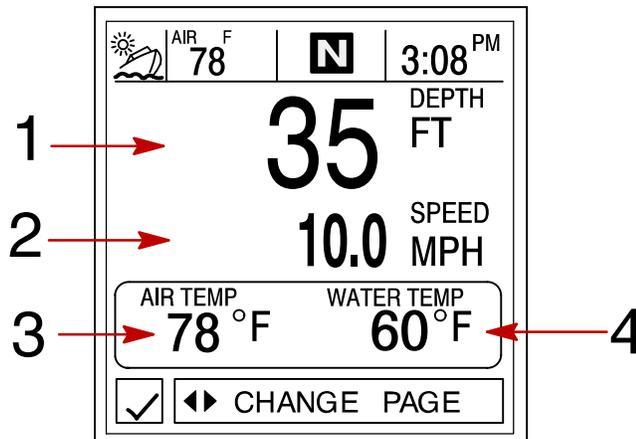 AIR F
78
N
3:08 PM
1
35
DEPTH
FT
2
10.0
SPEED
MPH
AIR TEMP
WATER TEMP
3
78 °F
60°F
4
CHANGE PAGE